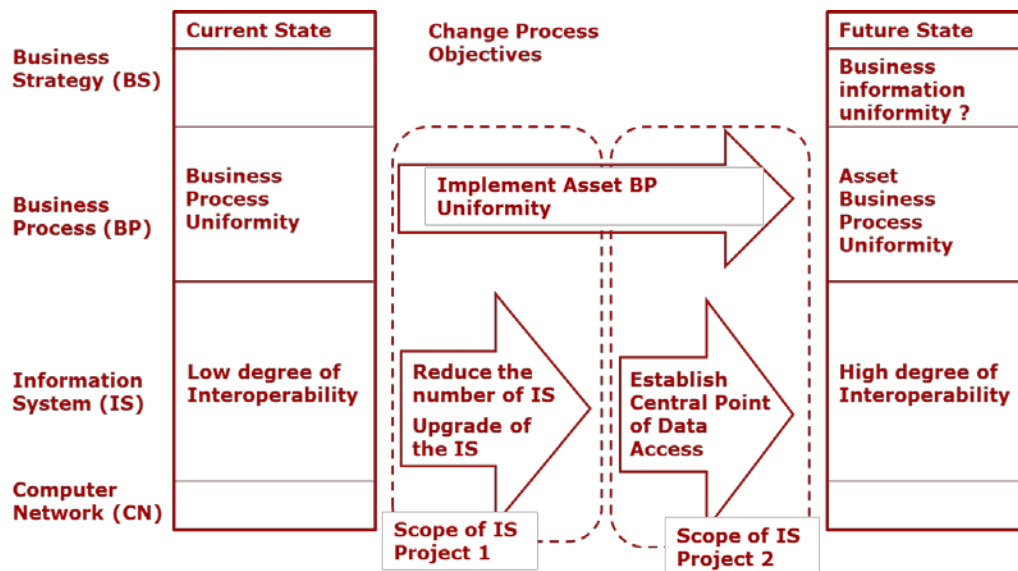 Current State
Change Process
Objectives
Future State
Business
Strategy (BS)
Business
information
uniformity ?
Business
Process (BP)
Business
Process
Uniformity
Implement Asset BP
Uniformity
Asset
Business
Process
Uniformity
Information
System (IS)
Low degree of
Interoperability
Reduce the
number of IS
Upgrade of
the IS
Establish
Central Point
of Data
Access
High degree of
Interoperability
Computer
Network (CN)
Scope of IS
Project 1
Scope of IS
Project 2